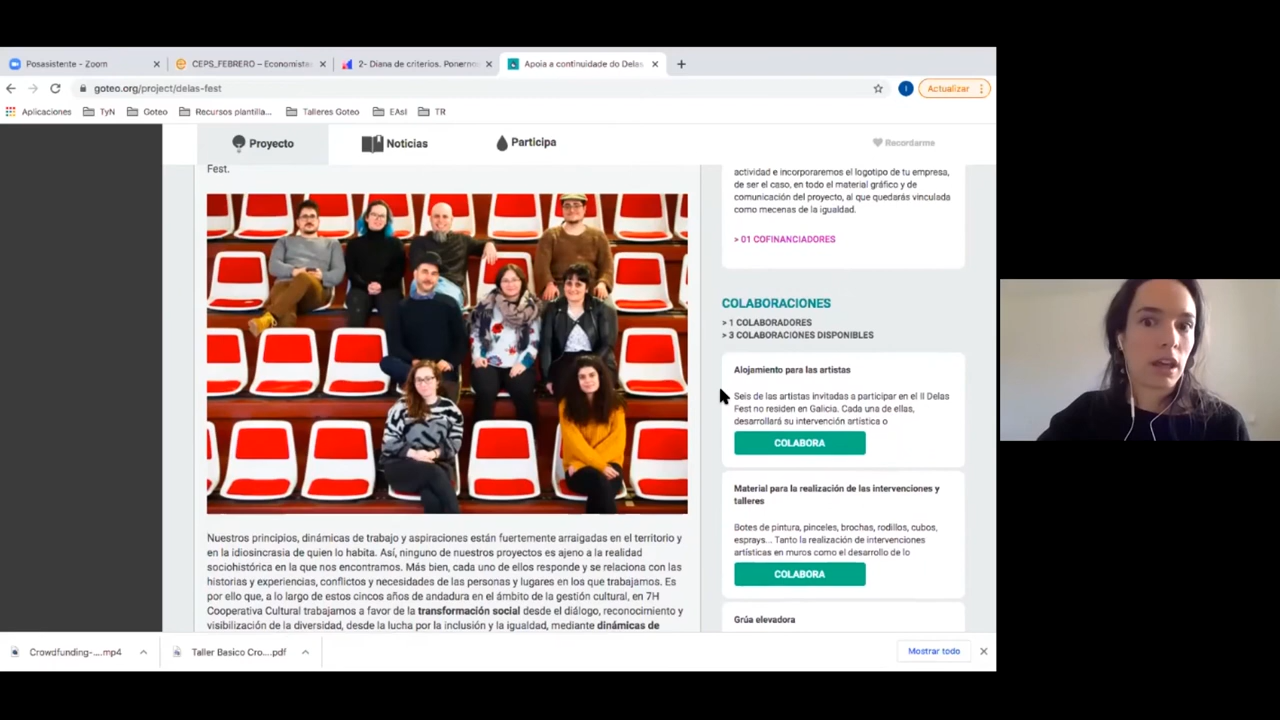 Posasistente - Zoom
CEPS_FEBRERO – Economistas
2- Diana de criterios. Ponernos
Apoia a continuidade do Delas
goteo.org/project/delas-fest
Actualizar
Aplicaciones
TyN
Goteo
Recursos plantilla...
Talleres Goteo
EAsI
TR
Proyecto
Noticias
Participa
Recordarme
Fest.
Nuestros principios, dinámicas de trabajo y aspiraciones están fuertemente arraigadas en el territorio y
en la idiosincrasia de quien lo habita. Así, ninguno de nuestros proyectos es ajeno a la realidad
sociohistórica en la que nos encontramos. Más bien, cada uno de ellos responde y se relaciona con las
historias y experiencias, conflictos y necesidades de las personas y lugares en los que trabajamos. Es
por ello que, a lo largo de estos cincos años de andadura en el ámbito de la gestión cultural, en 7H
Cooperativa Cultural trabajamos a favor de la transformación social desde el diálogo, reconocimiento y
visibilización de la diversidad, desde la lucha por la inclusión y la igualdad, mediante dinámicas de
actividad e incorporaremos el logotipo de tu empresa,
de ser el caso, en todo el material gráfico y de
comunicación del proyecto, al que quedarás vinculada
como mecenas de la igualdad.
> 01 COFINANCIADORES
COLABORACIONES
> 1 COLABORADORES
> 3 COLABORACIONES DISPONIBLES
Alojamiento para las artistas
Seis de las artistas invitadas a participar en el II Delas
Fest no residen en Galicia. Cada una de ellas,
desarrollará su intervención artística o
COLABORA
Material para la realización de las intervenciones y
talleres
Botes de pintura, pinceles, brochas, rodillos, cubos,
esprays... Tanto la realización de intervenciones
artísticas en muros como el desarrollo de lo
COLABORA
Grúa elevadora
Crowdfunding-....mp4
Taller Basico Cro....pdf
Mostrar todo